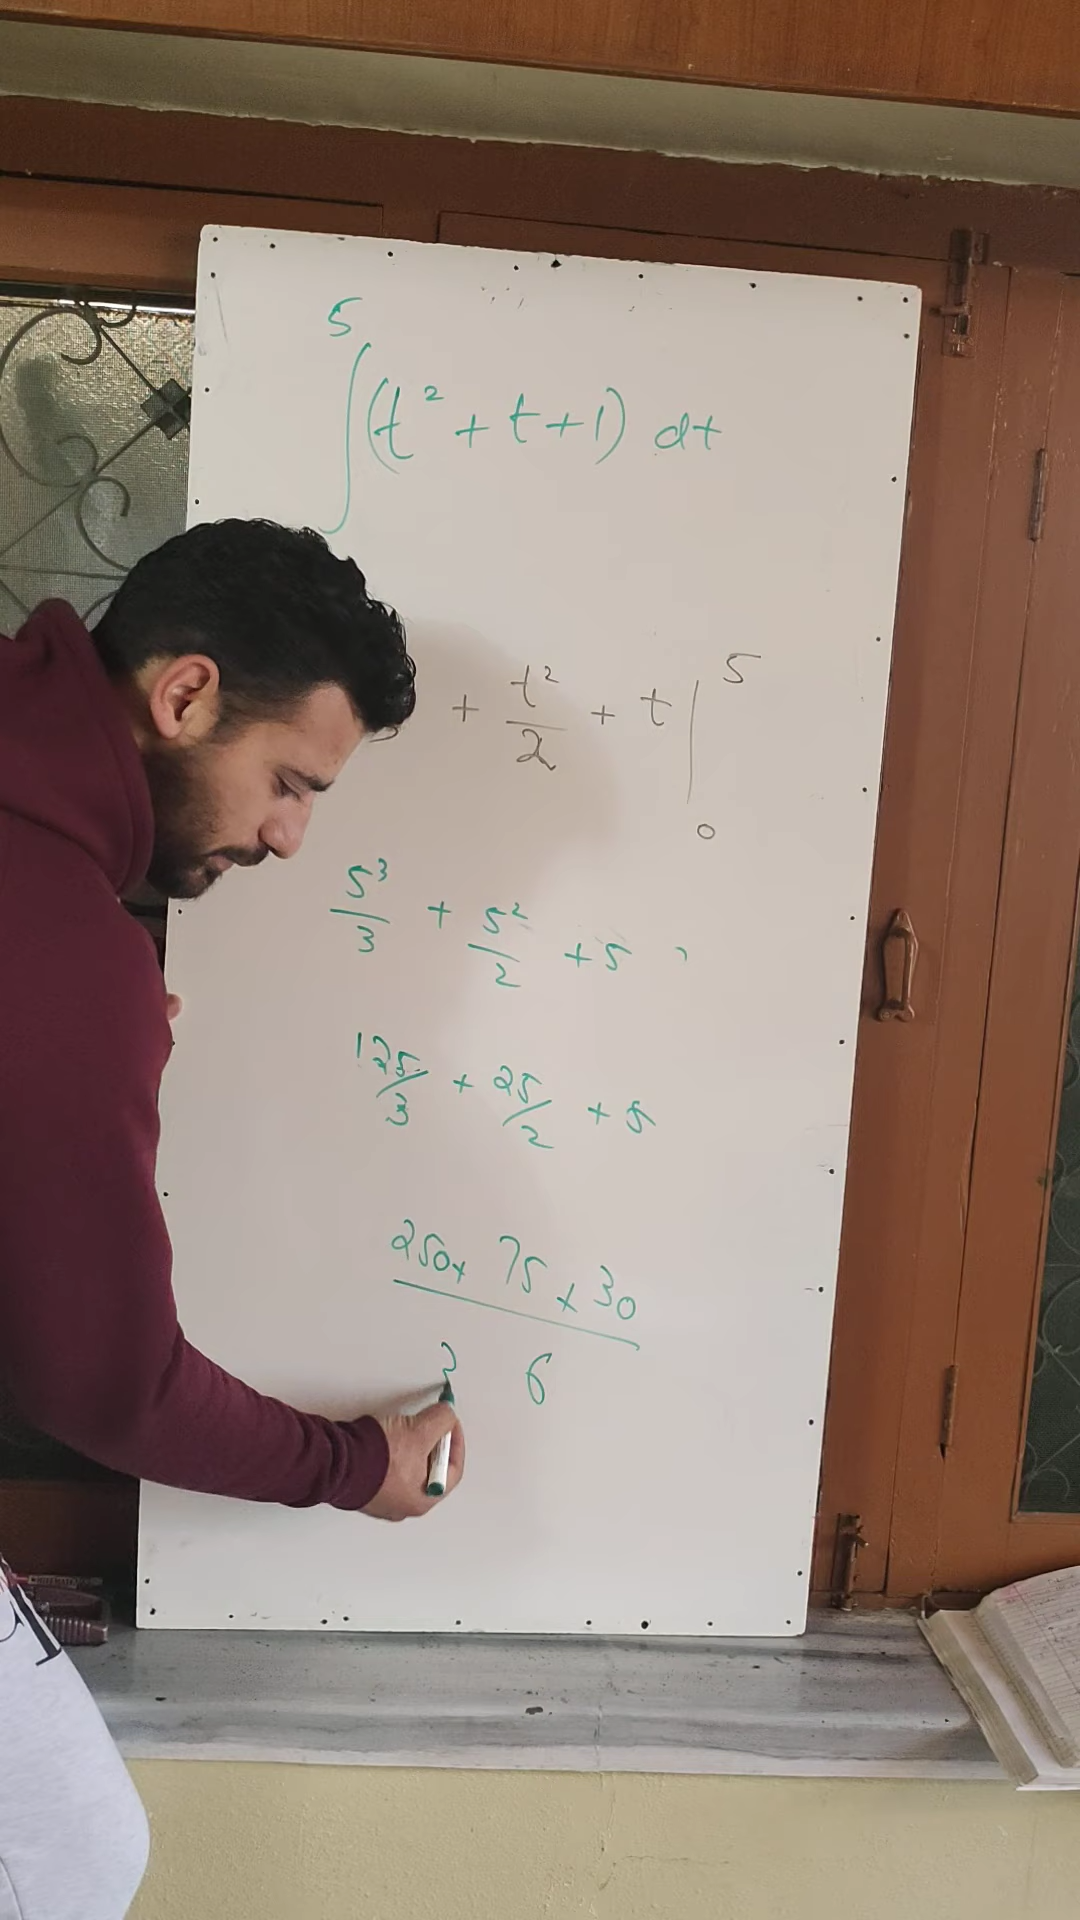 5
∫(t² + t + 1) dt
+ t²/2 + t | 5
0
5³/3 + 5²/2 + 5
125/3 + 25/2 + 5
250+ 75 + 30
3 6